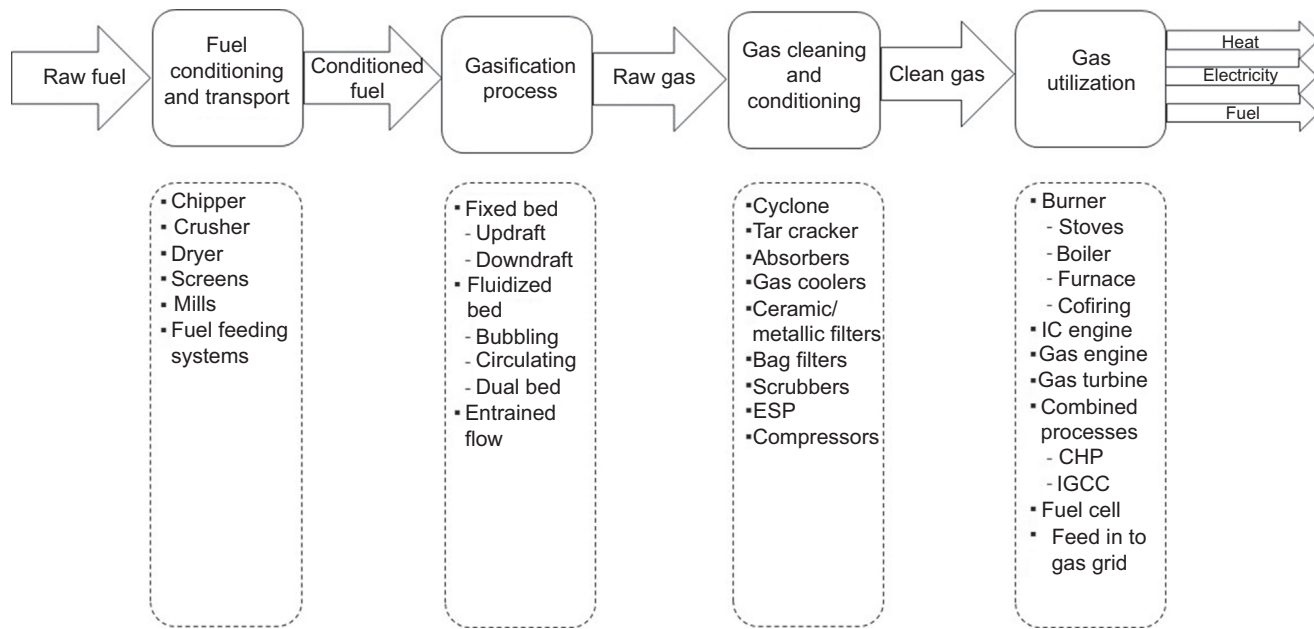 Raw fuel
Fuel
conditioning
and transport
Conditioned
fuel
Gasification
process
Raw gas
Gas cleaning
and
conditioning
Clean gas
Gas
utilization
Heat
Electricity
Fuel
▪ Chipper
▪ Crusher
▪ Dryer
▪ Screens
▪ Mills
▪ Fuel feeding
systems
▪ Fixed bed
- Updraft
- Downdraft
▪ Fluidized
bed
- Bubbling
- Circulating
- Dual bed
▪ Entrained
flow
▪Cyclone
▪Tar cracker
▪Absorbers
▪Gas coolers
▪Ceramic/
metallic filters
▪Bag filters
▪Scrubbers
▪ESP
▪Compressors
▪ Burner
- Stoves
- Boiler
- Furnace
- Cofiring
▪ IC engine
▪Gas engine
▪Gas turbine
▪ Combined
processes
- CHP
- IGCC
▪ Fuel cell
▪ Feed in to
gas grid